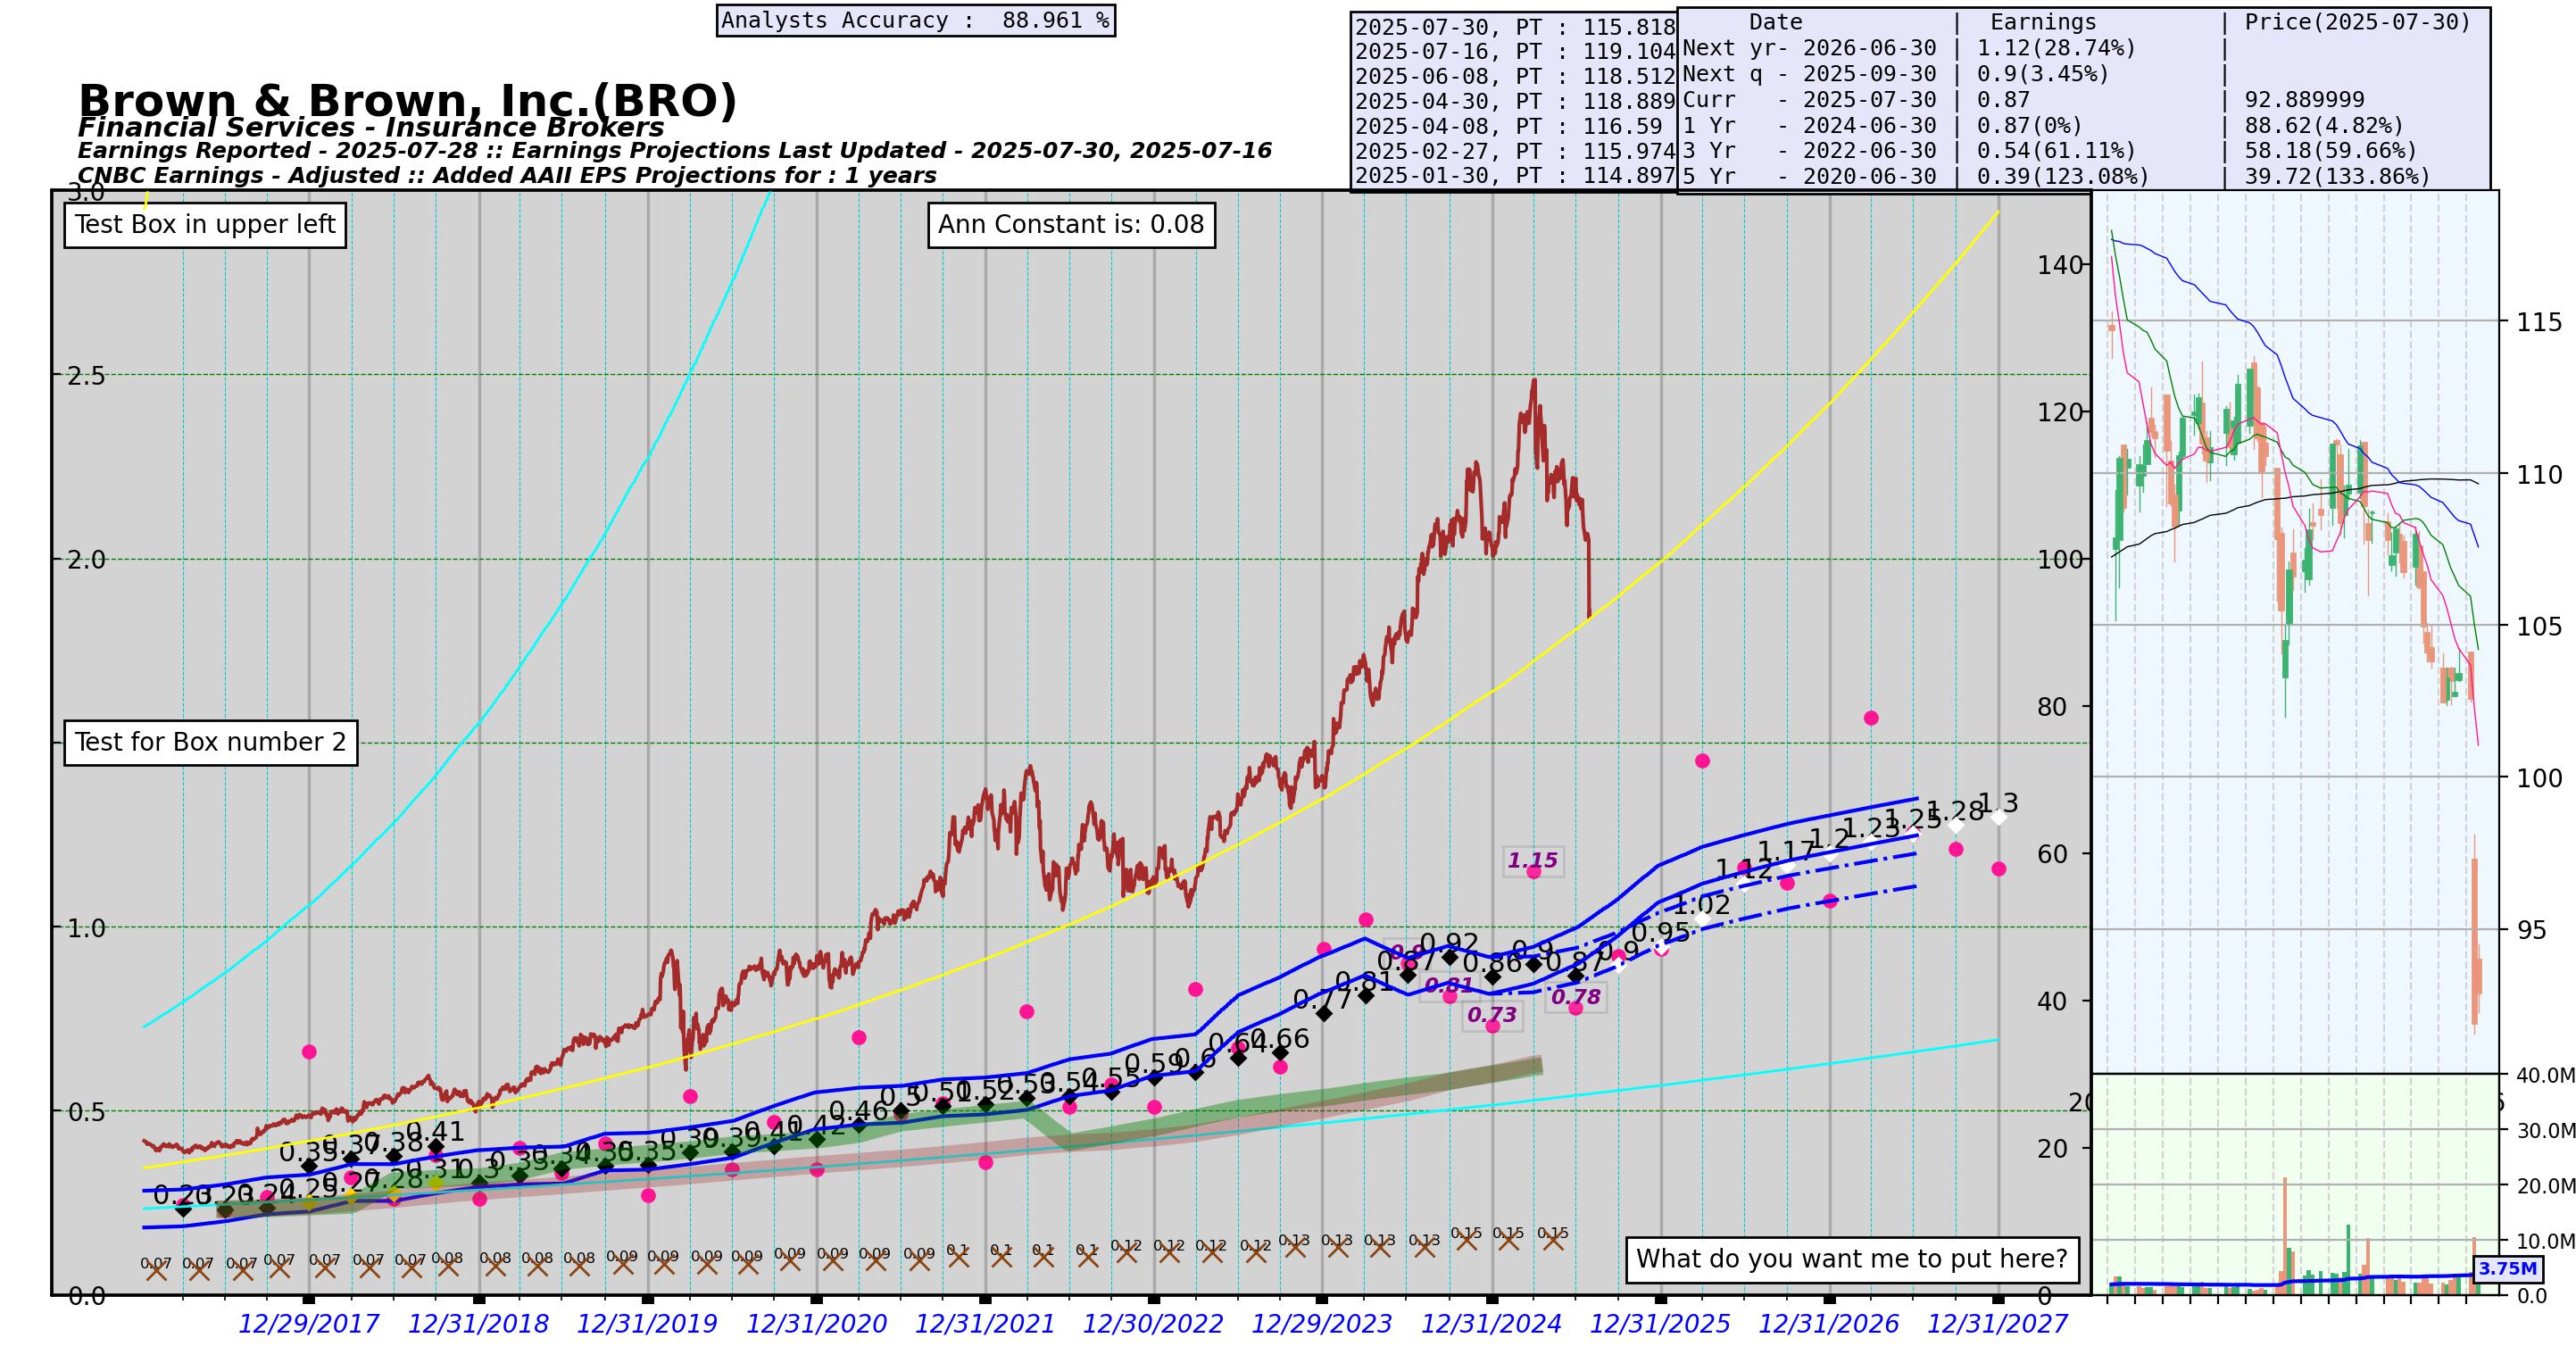 Analysts Accuracy :  88.961 %
2025-07-30, PT : 115.818
2025-07-16, PT : 119.104
2025-06-08, PT : 118.512
2025-04-30, PT : 118.889
2025-04-08, PT : 116.59
2025-02-27, PT : 115.974
2025-01-30, PT : 114.897
Date | Earnings | Price(2025-07-30)
Next yr- 2026-06-30 | 1.12(28.74%) |
Next q - 2025-09-30 | 0.9(3.45%) |
Curr - 2025-07-30 | 0.87 | 92.889999
1 Yr - 2024-06-30 | 0.87(0%) | 88.62(4.82%)
3 Yr - 2022-06-30 | 0.54(61.11%) | 58.18(59.66%)
5 Yr - 2020-06-30 | 0.39(123.08%) | 39.72(133.86%)
Brown & Brown, Inc.(BRO)
Financial Services - Insurance Brokers
Earnings Reported - 2025-07-28 :: Earnings Projections Last Updated - 2025-07-30, 2025-07-16
CNBC Earnings - Adjusted :: Added AAII EPS Projections for : 1 years
Test Box in upper left
Ann Constant is: 0.08
Test for Box number 2
What do you want me to put here?
3.0
2.5
2.0
1.0
0.5
0.0
140
120
100
80
60
40
20
0
115
110
105
100
95
40.0M
30.0M
20.0M
10.0M
3.75M
0.0
0.35 0.37 0.38 0.41
0.23 0.23 0.24 0.25 0.27 0.28 0.31 0.3 0.33 0.34 0.35 0.35 0.39 0.39 0.4 0.42 0.46 0.5 0.51 0.52 0.53 0.54 0.55 0.59 0.6 0.64 0.66 0.77 0.81 0.87 0.92 0.86 0.9 0.87 0.9 0.95 1.02 1.12 1.17 1.2 1.23 1.25 1.28 1.3
1.15
0.9
0.81
0.73
0.78
0.07 0.07 0.07 0.07 0.07 0.07 0.07 0.08 0.08 0.08 0.08 0.09 0.09 0.09 0.09 0.09 0.09 0.09 0.09 0.1 0.1 0.1 0.1 0.12 0.12 0.12 0.12 0.13 0.13 0.13 0.13 0.15 0.15 0.15
12/29/2017 12/31/2018 12/31/2019 12/31/2020 12/31/2021 12/30/2022 12/29/2023 12/31/2024 12/31/2025 12/31/2026 12/31/2027